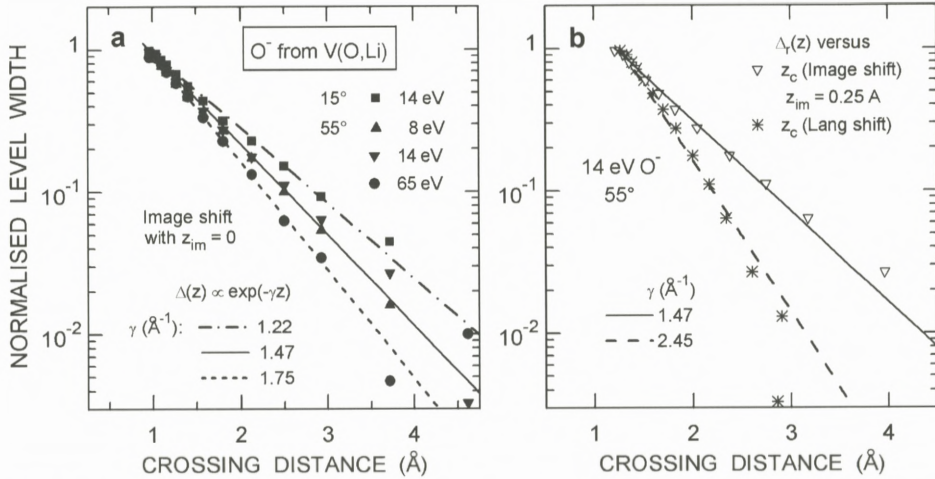 NORMALISED LEVEL WIDTH
a
O⁻ from V(O,Li)
15° ■ 14 eV
55° ▲ 8 eV
▼ 14 eV
● 65 eV
Image shift
with z_im = 0
Δ(z) ∝ exp(-γz)
γ (Å⁻¹): 1.22
1.47
1.75
1
10⁻¹
10⁻²
1 2 3 4
CROSSING DISTANCE (Å)
b
Δ_r(z) versus
▽ z_c (Image shift)
z_im = 0.25 A
✳ z_c (Lang shift)
14 eV O⁻
55°
γ (Å⁻¹)
1.47
2.45
1
10⁻¹
10⁻²
1 2 3 4
CROSSING DISTANCE (Å)